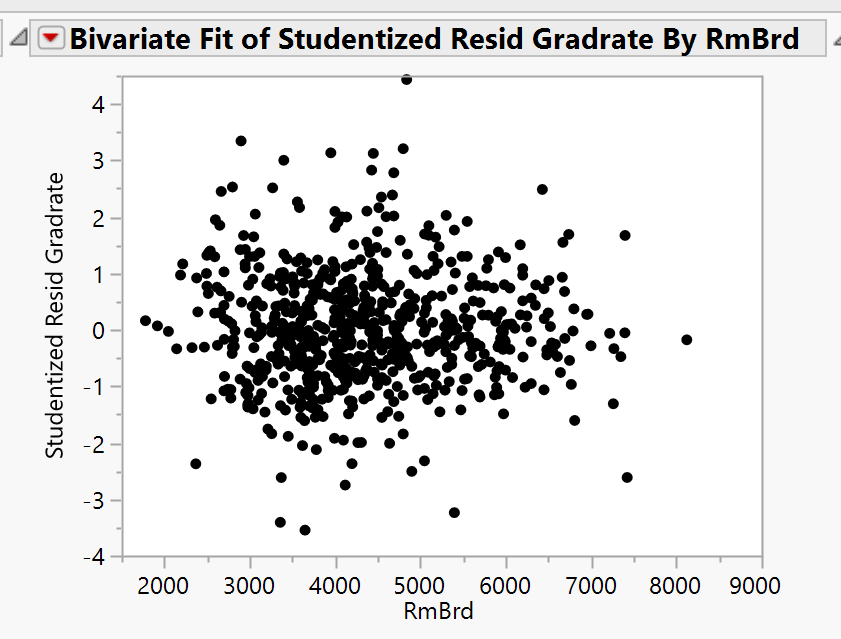 Bivariate Fit of Studentized Resid Gradrate By RmBrd
Studentized Resid Gradrate
4
3
2
1
0
-1
-2
-3
-4
2000 3000 4000 5000 6000 7000 8000 9000
RmBrd